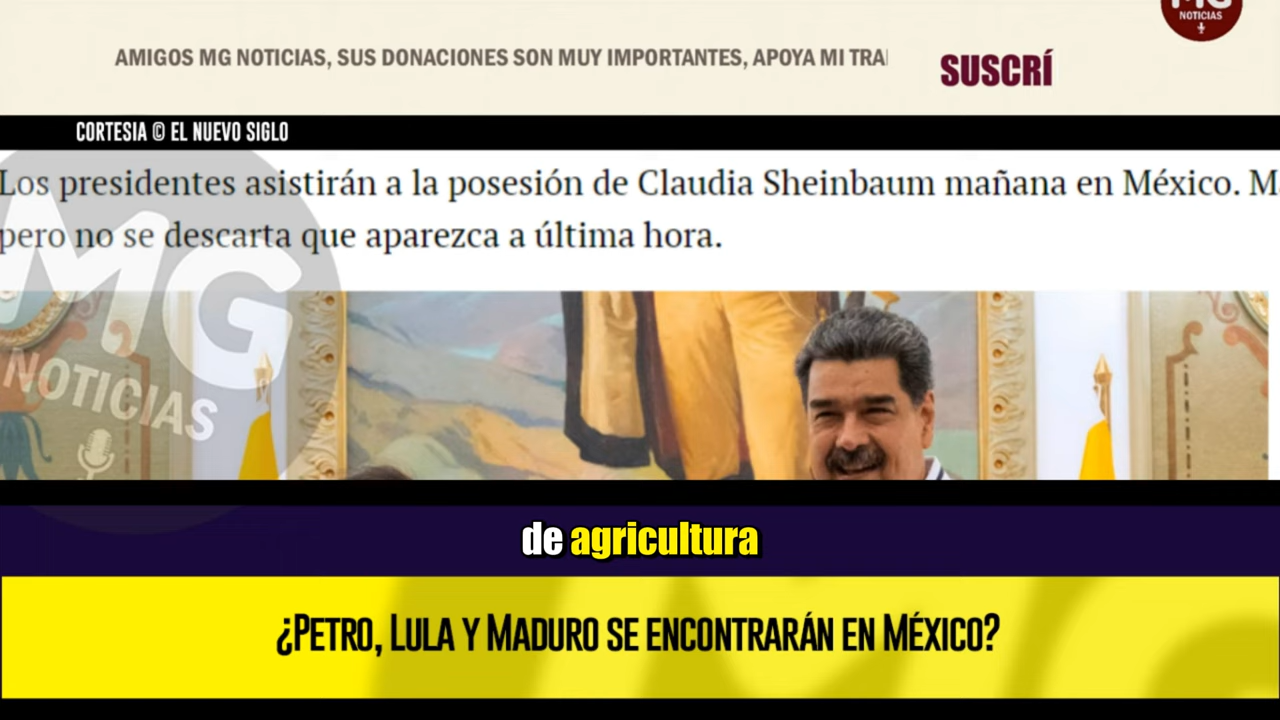 MG
NOTICIAS
AMIGOS MG NOTICIAS, SUS DONACIONES SON MUY IMPORTANTES, APOYA MI
SUSCRÍ
CORTESIA © EL NUEVO SIGLO
Los presidentes asistirán a la posesión de Claudia Sheinbaum mañana en México.
pero no se descarta que aparezca a última hora.
MG
NOTICIAS
de agricultura
¿PETRO, LULA Y MADURO SE ENCONTRARÁN EN MÉXICO?